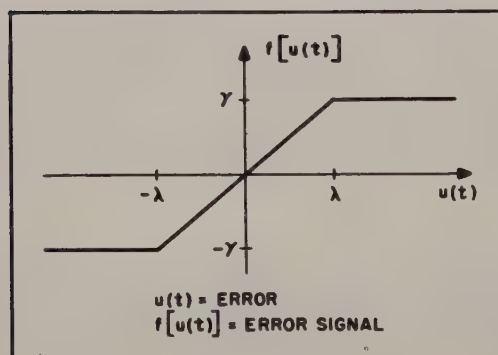 f[u(t)]
γ
-λ
λ
u(t)
-γ
u(t) = ERROR
f[u(t)] = ERROR SIGNAL